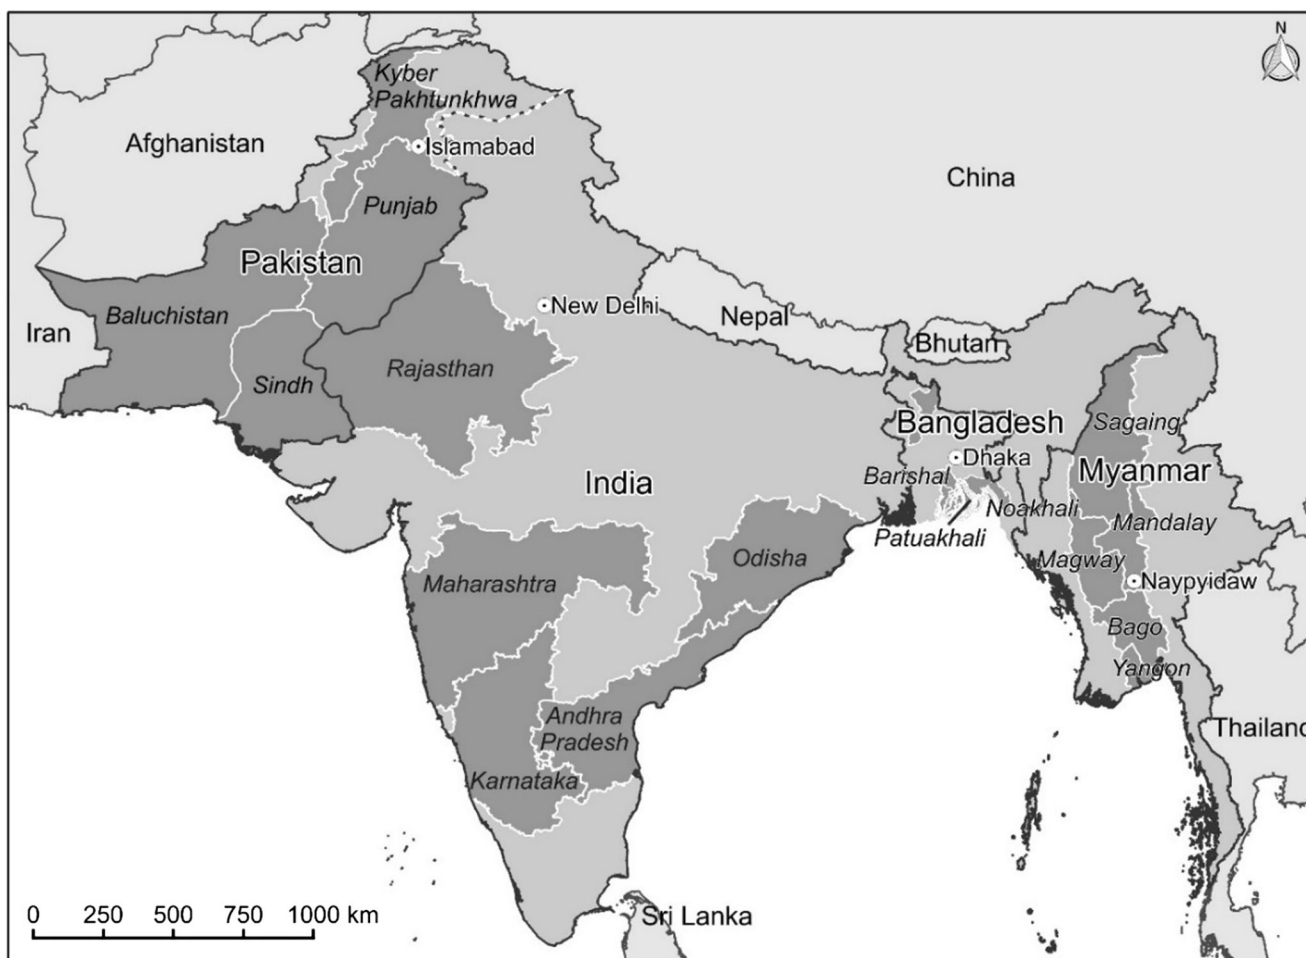 N
Kyber
Pakhtunkhwa
Afghanistan
Islamabad
China
Punjab
Pakistan
New Delhi
Baluchistan
Nepal
Iran
Bhutan
Rajasthan
Sindh
Sagaing
Bangladesh
Dhaka
Myanmar
Barishal
India
Noakhali
Mandalay
Patuakhali
Odisha
Magway
Maharashtra
Naypyidaw
Bago
Yangon
Andhra
Pradesh
Thailand
Karnataka
Sri Lanka
0 250 500 750 1000 km